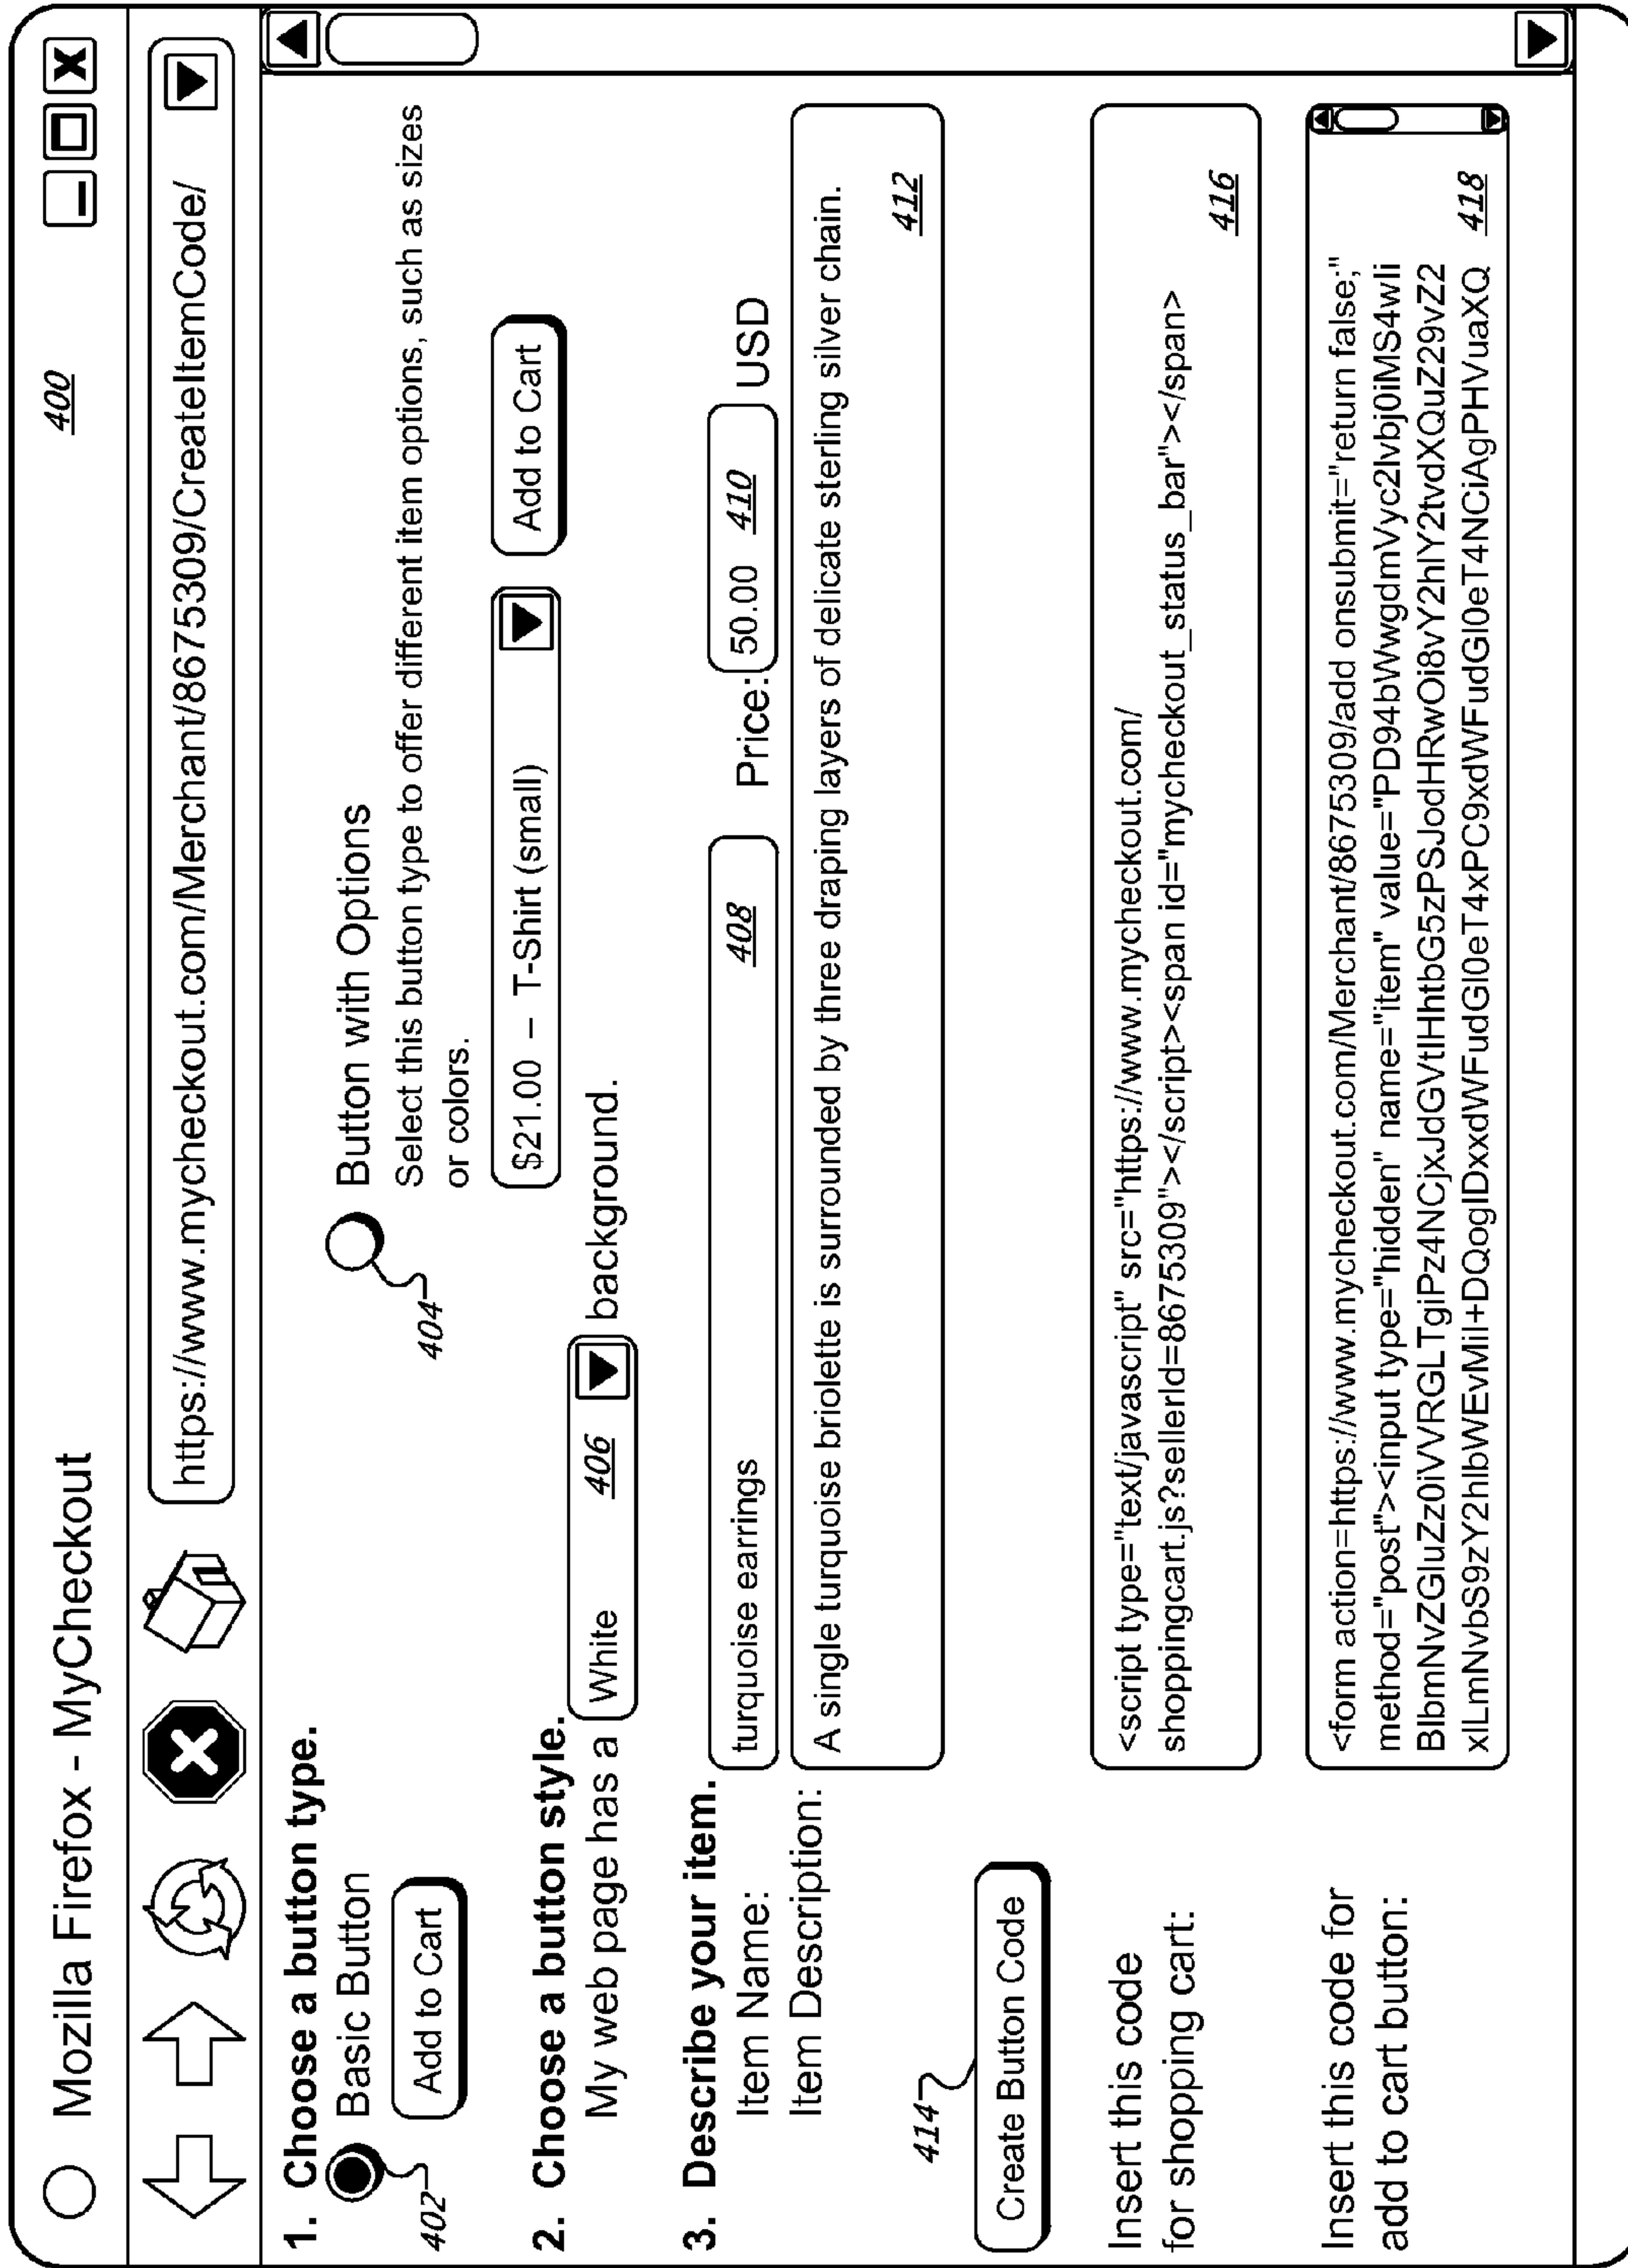 Mozilla Firefox - MyCheckout
400
https://www.mycheckout.com/Merchant/8675309/CreateItemCode/
1. Choose a button type.
Basic Button
Add to Cart
402
Button with Options
Select this button type to offer different item options, such as sizes
or colors.
404
$21.00 – T-Shirt (small)
Add to Cart
2. Choose a button style.
My web page has a White 406 background.
3. Describe your item.
Item Name: turquoise earrings 408 Price: 50.00 410 USD
Item Description: A single turquoise briolette is surrounded by three draping layers of delicate sterling silver chain.
412
414
Create Button Code
Insert this code
for shopping cart:
<script type="text/javascript" src="https://www.mycheckout.com/
shoppingcart.js?sellerId=8675309"></script><span id="mycheckout_status_bar"></span>
416
Insert this code for
add to cart button:
<form action=https://www.mycheckout.com/Merchant/8675309/add onsubmit="return false;"
method="post"><input type="hidden" name="item" value="PD94bWwgdmVyc2lvbj0iMS4wIi
BlbmNvZGluZz0iVVRGLTgiPz4NCjxJdGVtIHhtbG5zPSJodHRwOi8vY2hlY2tvdXQuZ29vZ2
xlLmNvbS9zY2hlbWEvMiI+DQogIDxxdWFudGl0eT4xPC9xdWFudGl0eT4NCiAgPHVuaXQ
418